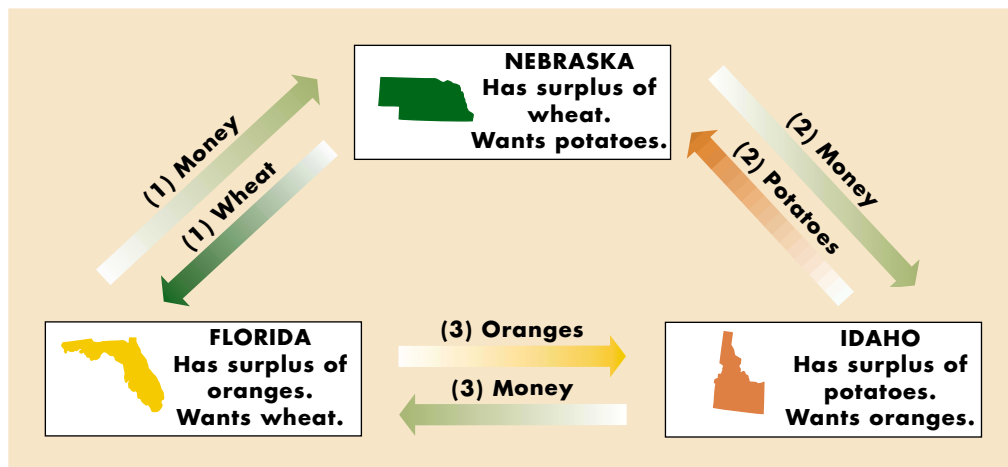 NEBRASKA
Has surplus of
wheat.
Wants potatoes.
(1) Money
(1) Wheat
(2) Money
(2) Potatoes
FLORIDA
Has surplus of
oranges.
Wants wheat.
(3) Oranges
(3) Money
IDAHO
Has surplus of
potatoes.
Wants oranges.